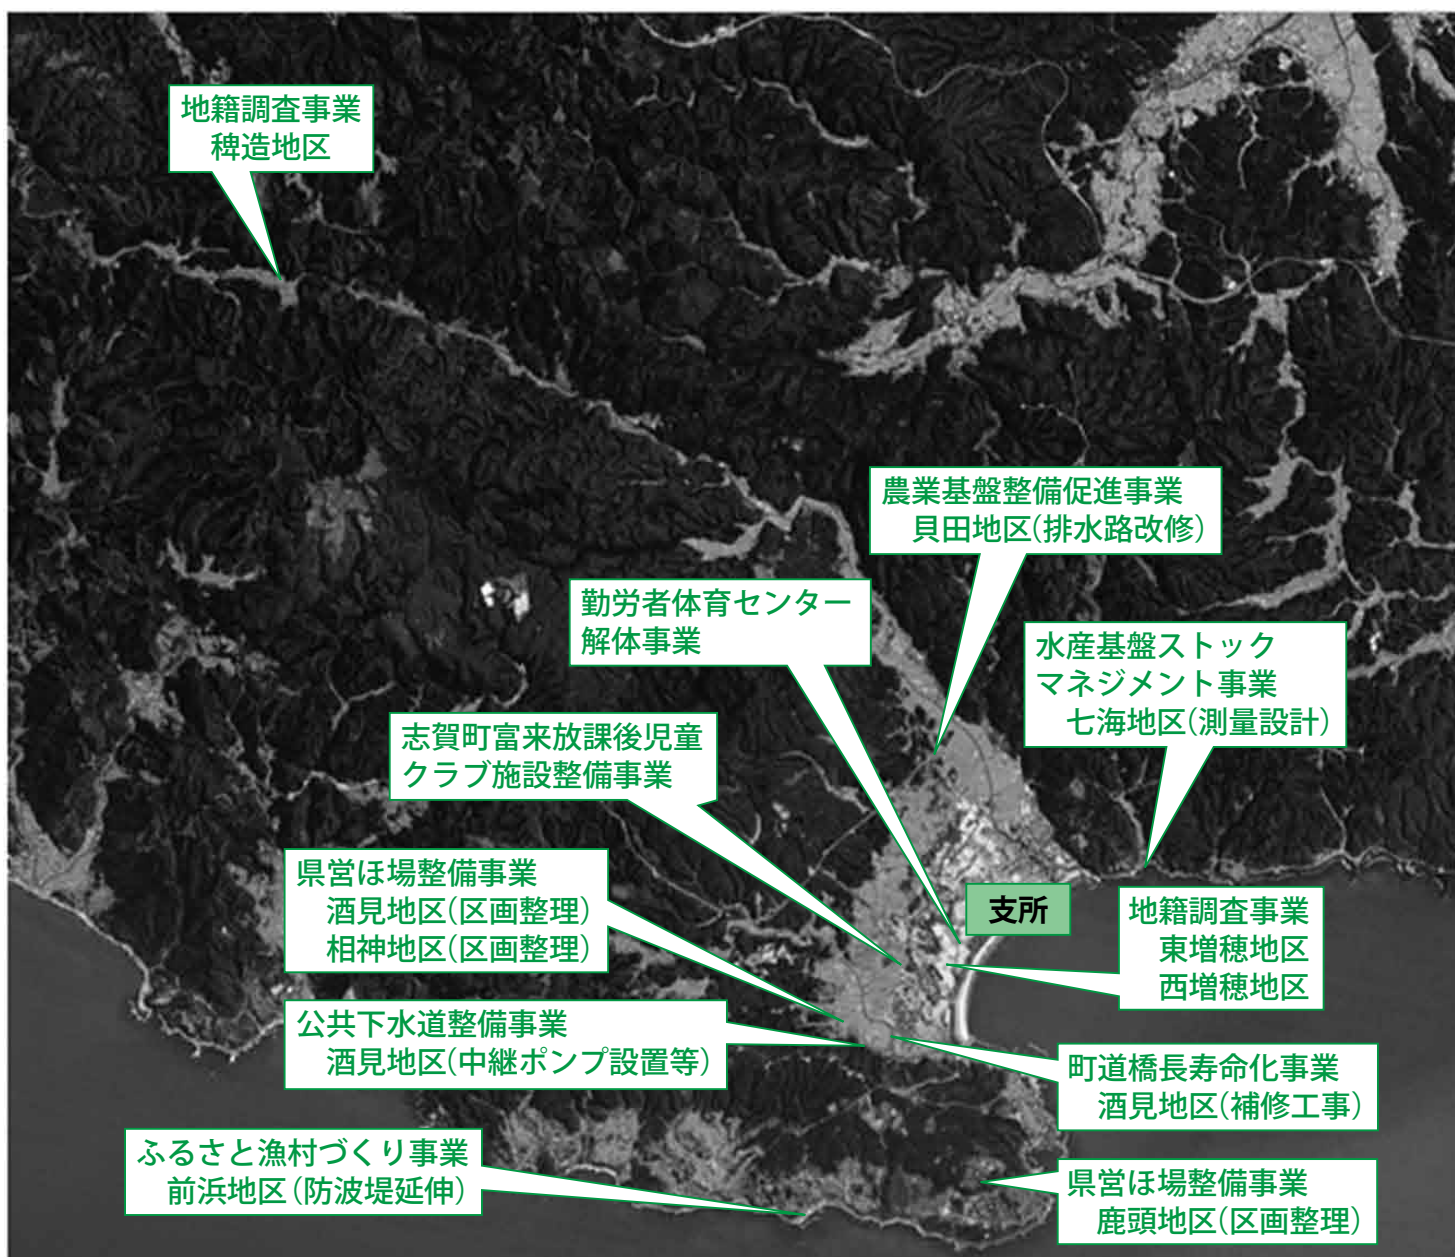 地籍調査事業
稗造地区
農業基盤整備促進事業
貝田地区(排水路改修)
勤労者体育センター
解体事業
水産基盤ストック
マネジメント事業
七海地区(測量設計)
志賀町富来放課後児童
クラブ施設整備事業
県営ほ場整備事業
酒見地区(区画整理)
相神地区(区画整理)
支所
地籍調査事業
東増穂地区
西増穂地区
公共下水道整備事業
酒見地区(中継ポンプ設置等)
町道橋長寿命化事業
酒見地区(補修工事)
ふるさと漁村づくり事業
前浜地区(防波堤延伸)
県営ほ場整備事業
鹿頭地区(区画整理)